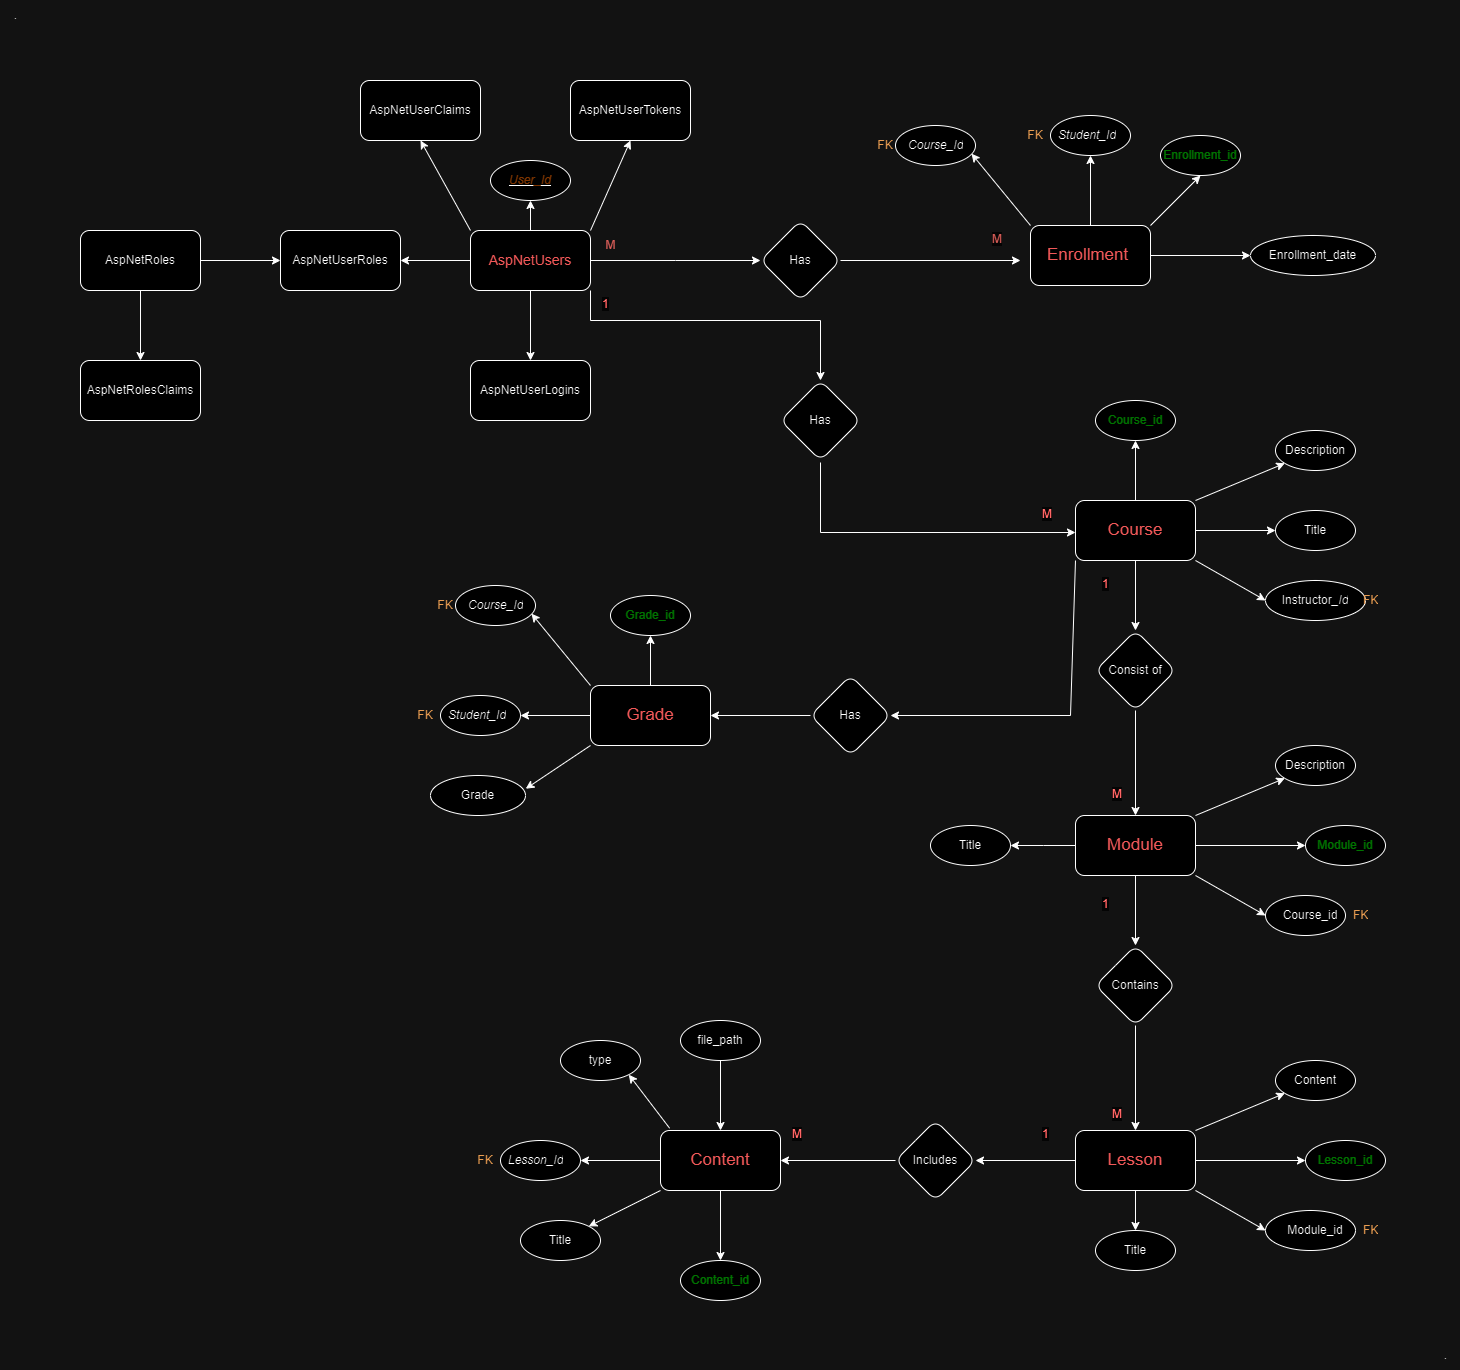 AspNetUserClaims
AspNetUserTokens
FK
Course_Id
FK
Student_Id
Enrollment_id
User_Id
AspNetRoles
AspNetUserRoles
AspNetUsers
M
Has
M
Enrollment
Enrollment_date
1
AspNetRolesClaims
AspNetUserLogins
Has
Course_id
Description
M
Course
Title
1
Instructor_Id
FK
FK
Course_Id
Grade_id
Consist of
FK
Student_Id
Grade
Has
Grade
Description
M
Title
Module
Module_id
1
Course_id
FK
Contains
file_path
type
Content
M
1
M
FK
Lesson_Id
Content
Includes
Lesson
Lesson_id
Title
Module_id
FK
Title
Content_id